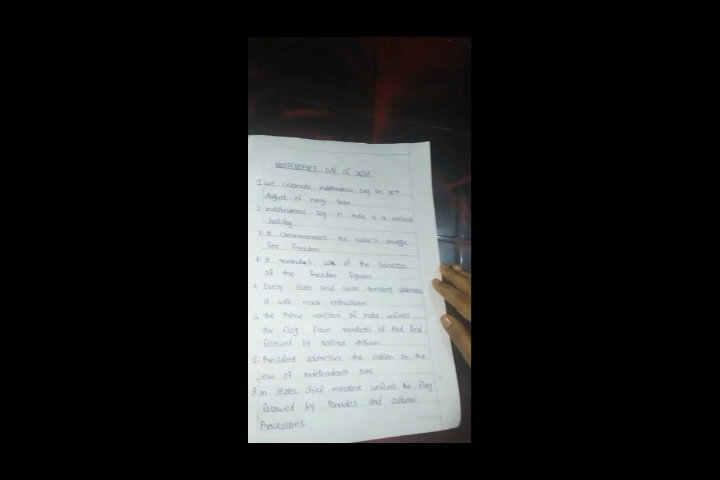 INDEPENDENCE DAY OF INDIA
1. We celebrate independence day on 15th
August of every year.
2. Independence day in India is a national
holiday.
3. It commemorates the nation's struggle
for freedom
4. It reminds us of the sacrifices
of the freedom fighters
5. Every state and union territory celebrates
it with much enthusiasm
6. The Prime minister of India unfurls
the flag from ramparts of Red Fort
followed by National Anthem
7. President addresses the nation on the
eve of independence Day
8. In states chief ministers unfurls the flag
followed by Parades and cultural
Processions.